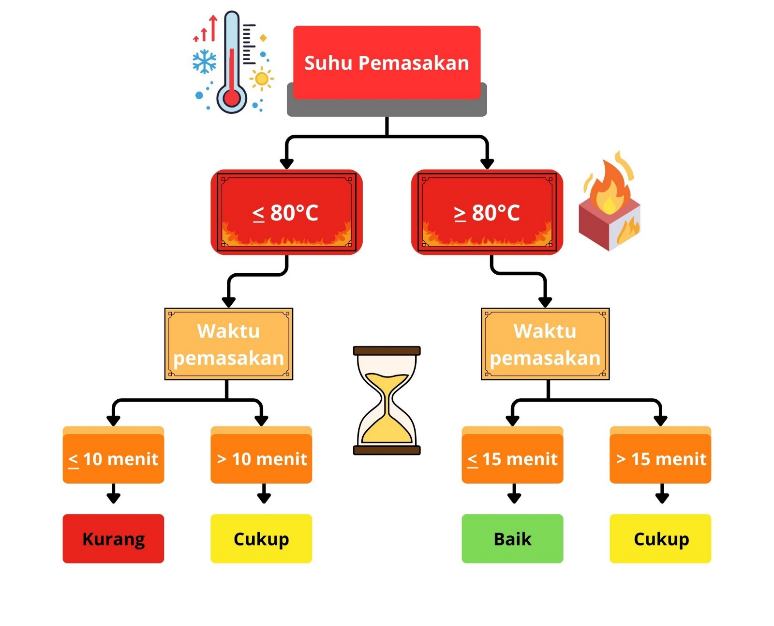 Suhu Pemasakan
≤ 80°C
≥ 80°C
Waktu
pemasakan
Waktu
pemasakan
≤ 10 menit
> 10 menit
≤ 15 menit
> 15 menit
Kurang
Cukup
Baik
Cukup